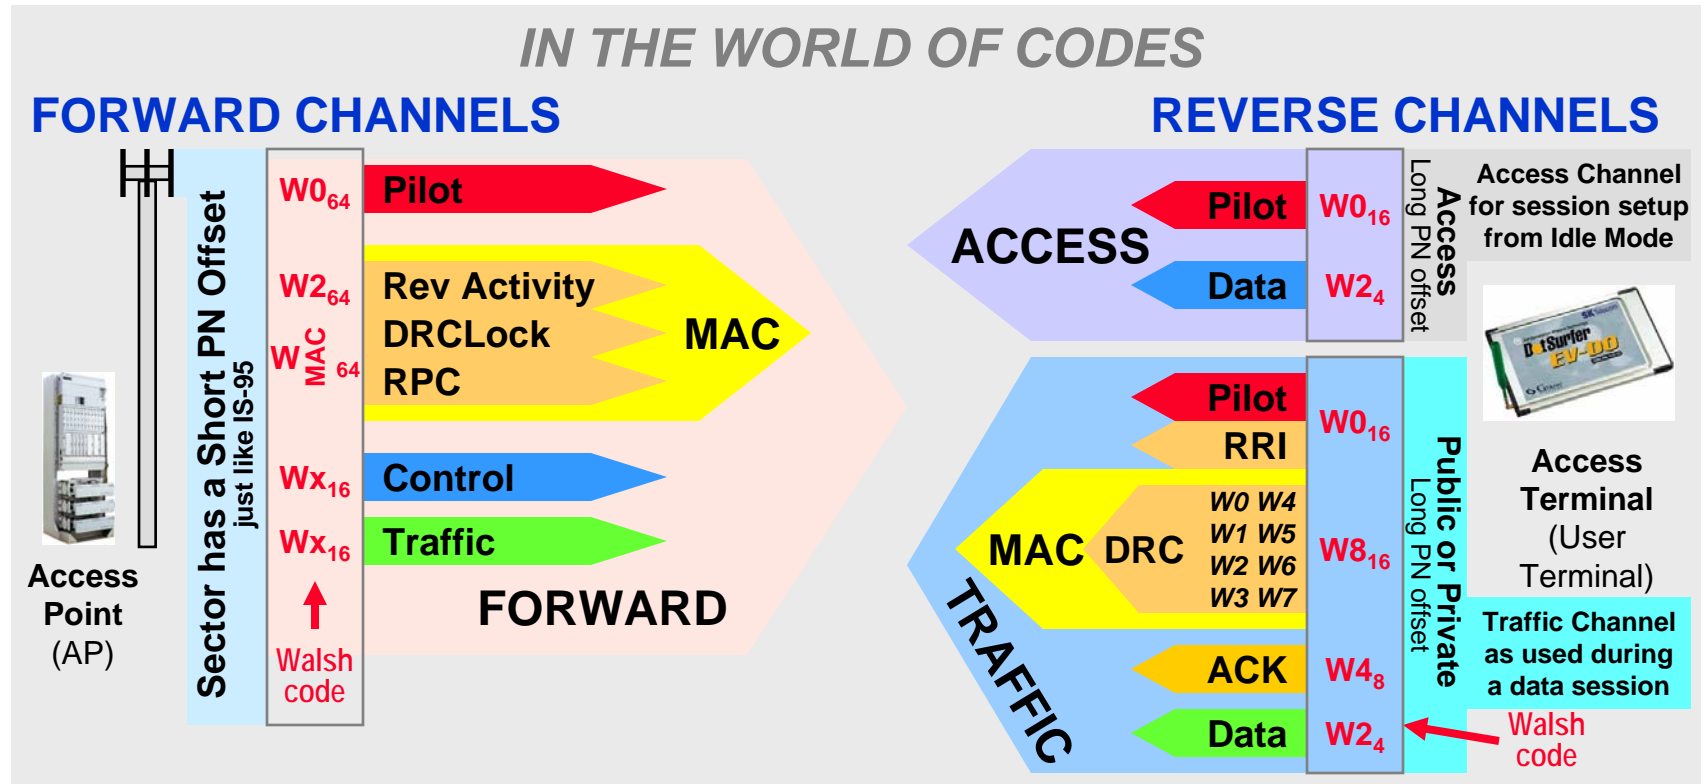 IN THE WORLD OF CODES
FORWARD CHANNELS
Sector has a Short PN Offset
just like IS-95
W0₆₄
Pilot
W2₆₄
Rev Activity
W MAC ₆₄
DRCLock
RPC
MAC
Wx₁₆
Control
Wx₁₆
Traffic
FORWARD
Walsh
code
Access
Point
(AP)
REVERSE CHANNELS
ACCESS
Pilot
W0₁₆
Data
W2₄
Access
Long PN offset
Access Channel
for session setup
from Idle Mode
TRAFFIC
Pilot
W0₁₆
RRI
MAC
DRC
W0 W4
W1 W5
W2 W6
W3 W7
W8₁₆
ACK
W4₈
Data
W2₄
Public or Private
Long PN offset
DotSurfer
EV-DO
Access
Terminal
(User
Terminal)
Traffic Channel
as used during
a data session
Walsh
code